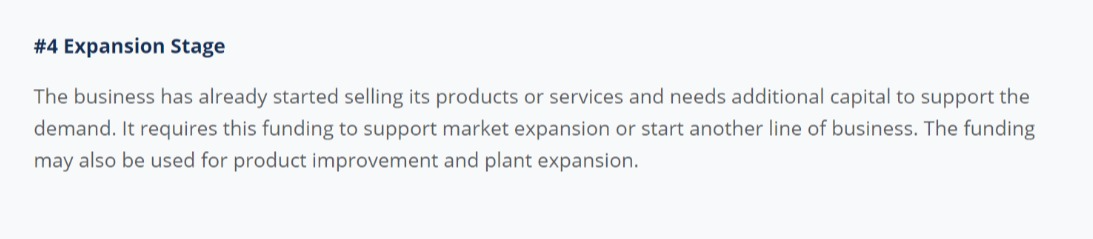 #4 Expansion Stage
The business has already started selling its products or services and needs additional capital to support the
demand. It requires this funding to support market expansion or start another line of business. The funding
may also be used for product improvement and plant expansion.